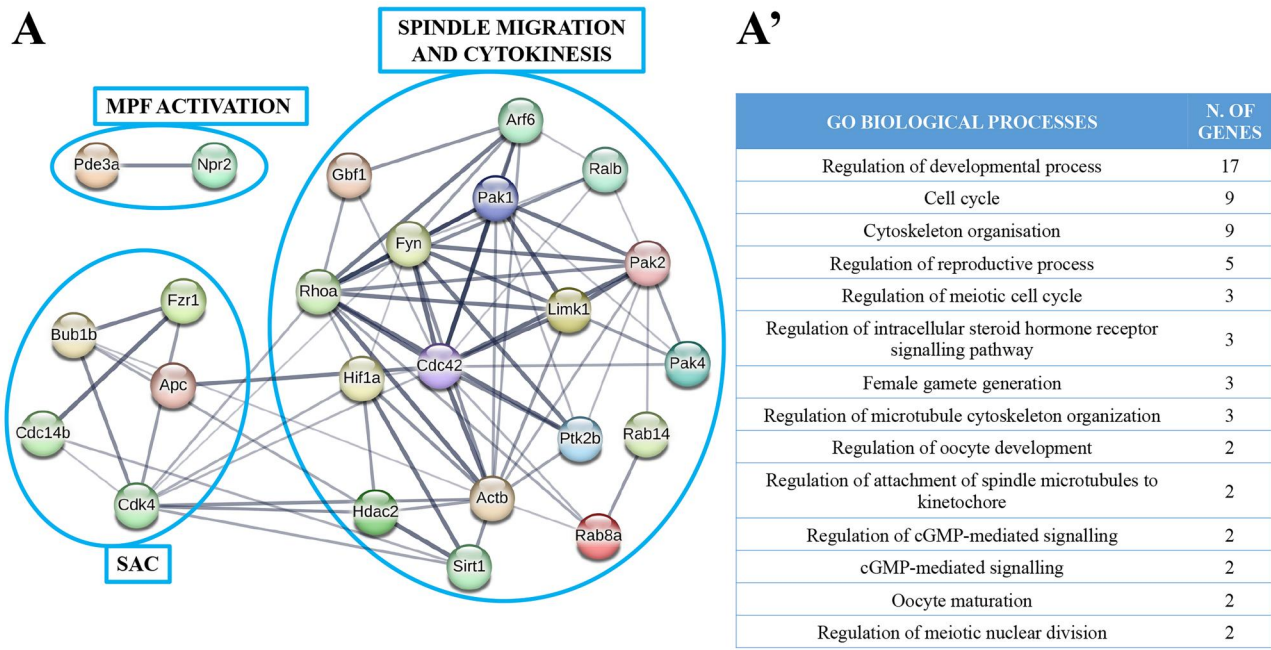 A
SPINDLE MIGRATION
AND CYTOKINESIS
MPF ACTIVATION
Pde3a
Npr2
Arf6
Gbf1
Ralb
Pak1
Fyn
Pak2
Rhoa
Limk1
Fzr1
Bub1b
Apc
Hif1a
Cdc42
Pak4
Cdc14b
Ptk2b
Rab14
Cdk4
Hdac2
Actb
Rab8a
Sirt1
SAC
A’
GO BIOLOGICAL PROCESSES
N. OF
GENES
Regulation of developmental process 17
Cell cycle 9
Cytoskeleton organisation 9
Regulation of reproductive process 5
Regulation of meiotic cell cycle 3
Regulation of intracellular steroid hormone receptor
signalling pathway 3
Female gamete generation 3
Regulation of microtubule cytoskeleton organization 3
Regulation of oocyte development 2
Regulation of attachment of spindle microtubules to
kinetochore 2
Regulation of cGMP-mediated signalling 2
cGMP-mediated signalling 2
Oocyte maturation 2
Regulation of meiotic nuclear division 2